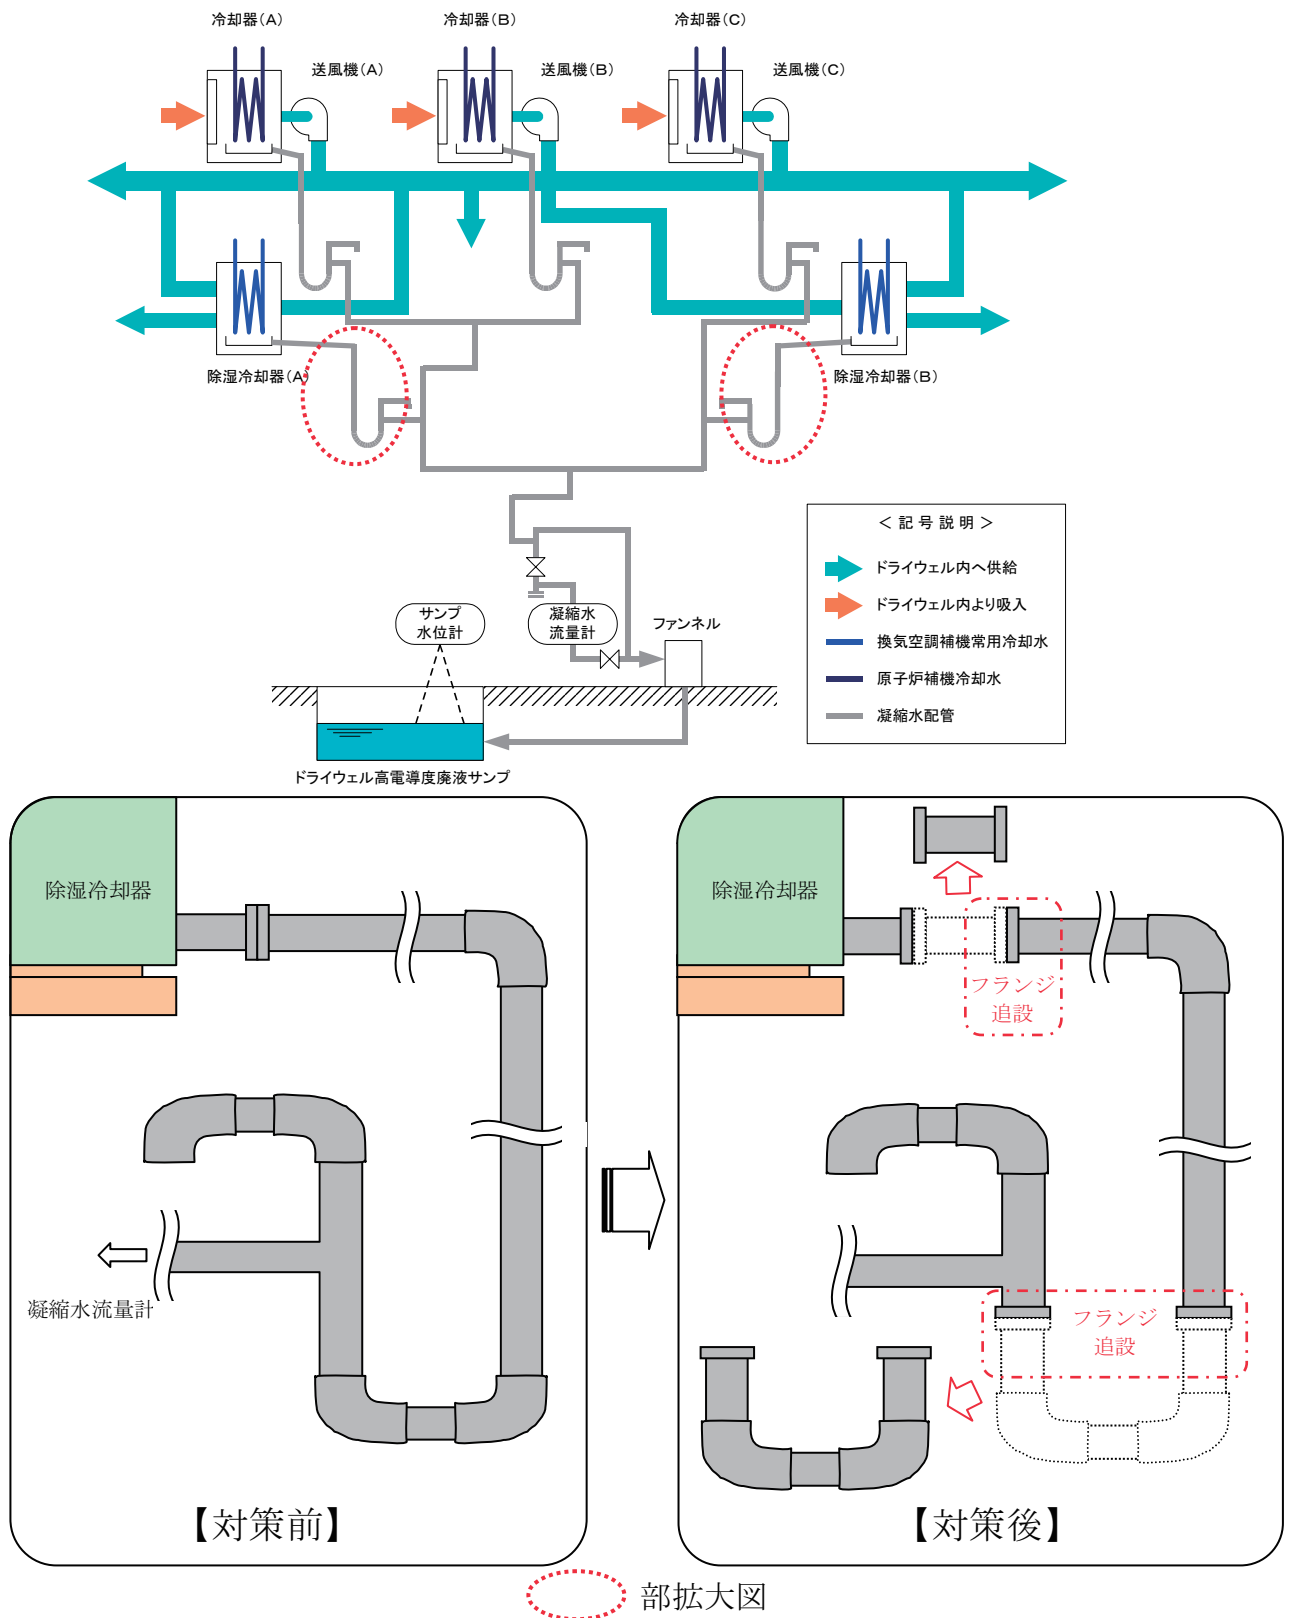 冷却器(A)
冷却器(B)
冷却器(C)
送風機(A)
送風機(B)
送風機(C)
除湿冷却器(A)
除湿冷却器(B)
＜記号説明＞
ドライウェル内へ供給
ドライウェル内より吸入
換気空調補機常用冷却水
原子炉補機冷却水
凝縮水配管
サンプ
水位計
凝縮水
流量計
ファンネル
ドライウェル高電導度廃液サンプ
除湿冷却器
凝縮水流量計
【対策前】
除湿冷却器
フランジ
追設
フランジ
追設
【対策後】
部拡大図